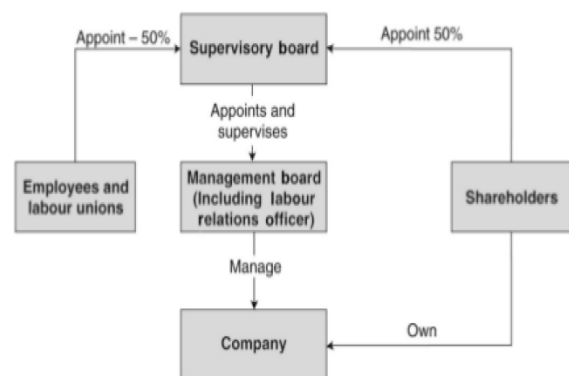 Appoint – 50%
Appoint 50%
Supervisory board
Appoints and
supervises
Employees and
labour unions
Management board
(Including labour
relations officer)
Shareholders
Manage
Own
Company